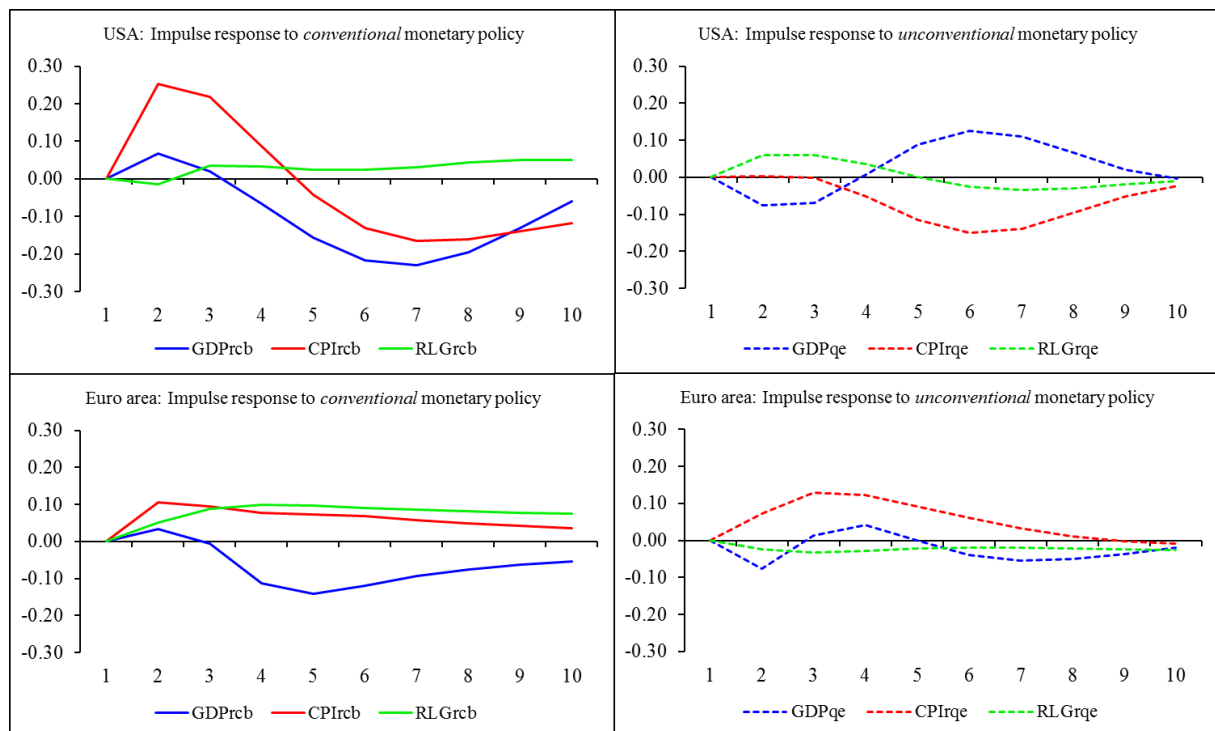 USA: Impulse response to conventional monetary policy
0.30
0.20
0.10
0.00
-0.10
-0.20
-0.30
1 2 3 4 5 6 7 8 9 10
GDPrcb CPIrcb RLGrcb
USA: Impulse response to unconventional monetary policy
0.30
0.20
0.10
0.00
-0.10
-0.20
-0.30
1 2 3 4 5 6 7 8 9 10
GDPqe CPIrqe RLGrqe
Euro area: Impulse response to conventional monetary policy
0.30
0.20
0.10
0.00
-0.10
-0.20
-0.30
1 2 3 4 5 6 7 8 9 10
GDPrcb CPIrcb RLGrcb
Euro area: Impulse response to unconventional monetary policy
0.30
0.20
0.10
0.00
-0.10
-0.20
-0.30
1 2 3 4 5 6 7 8 9 10
GDPqe CPIrqe RLGrqe